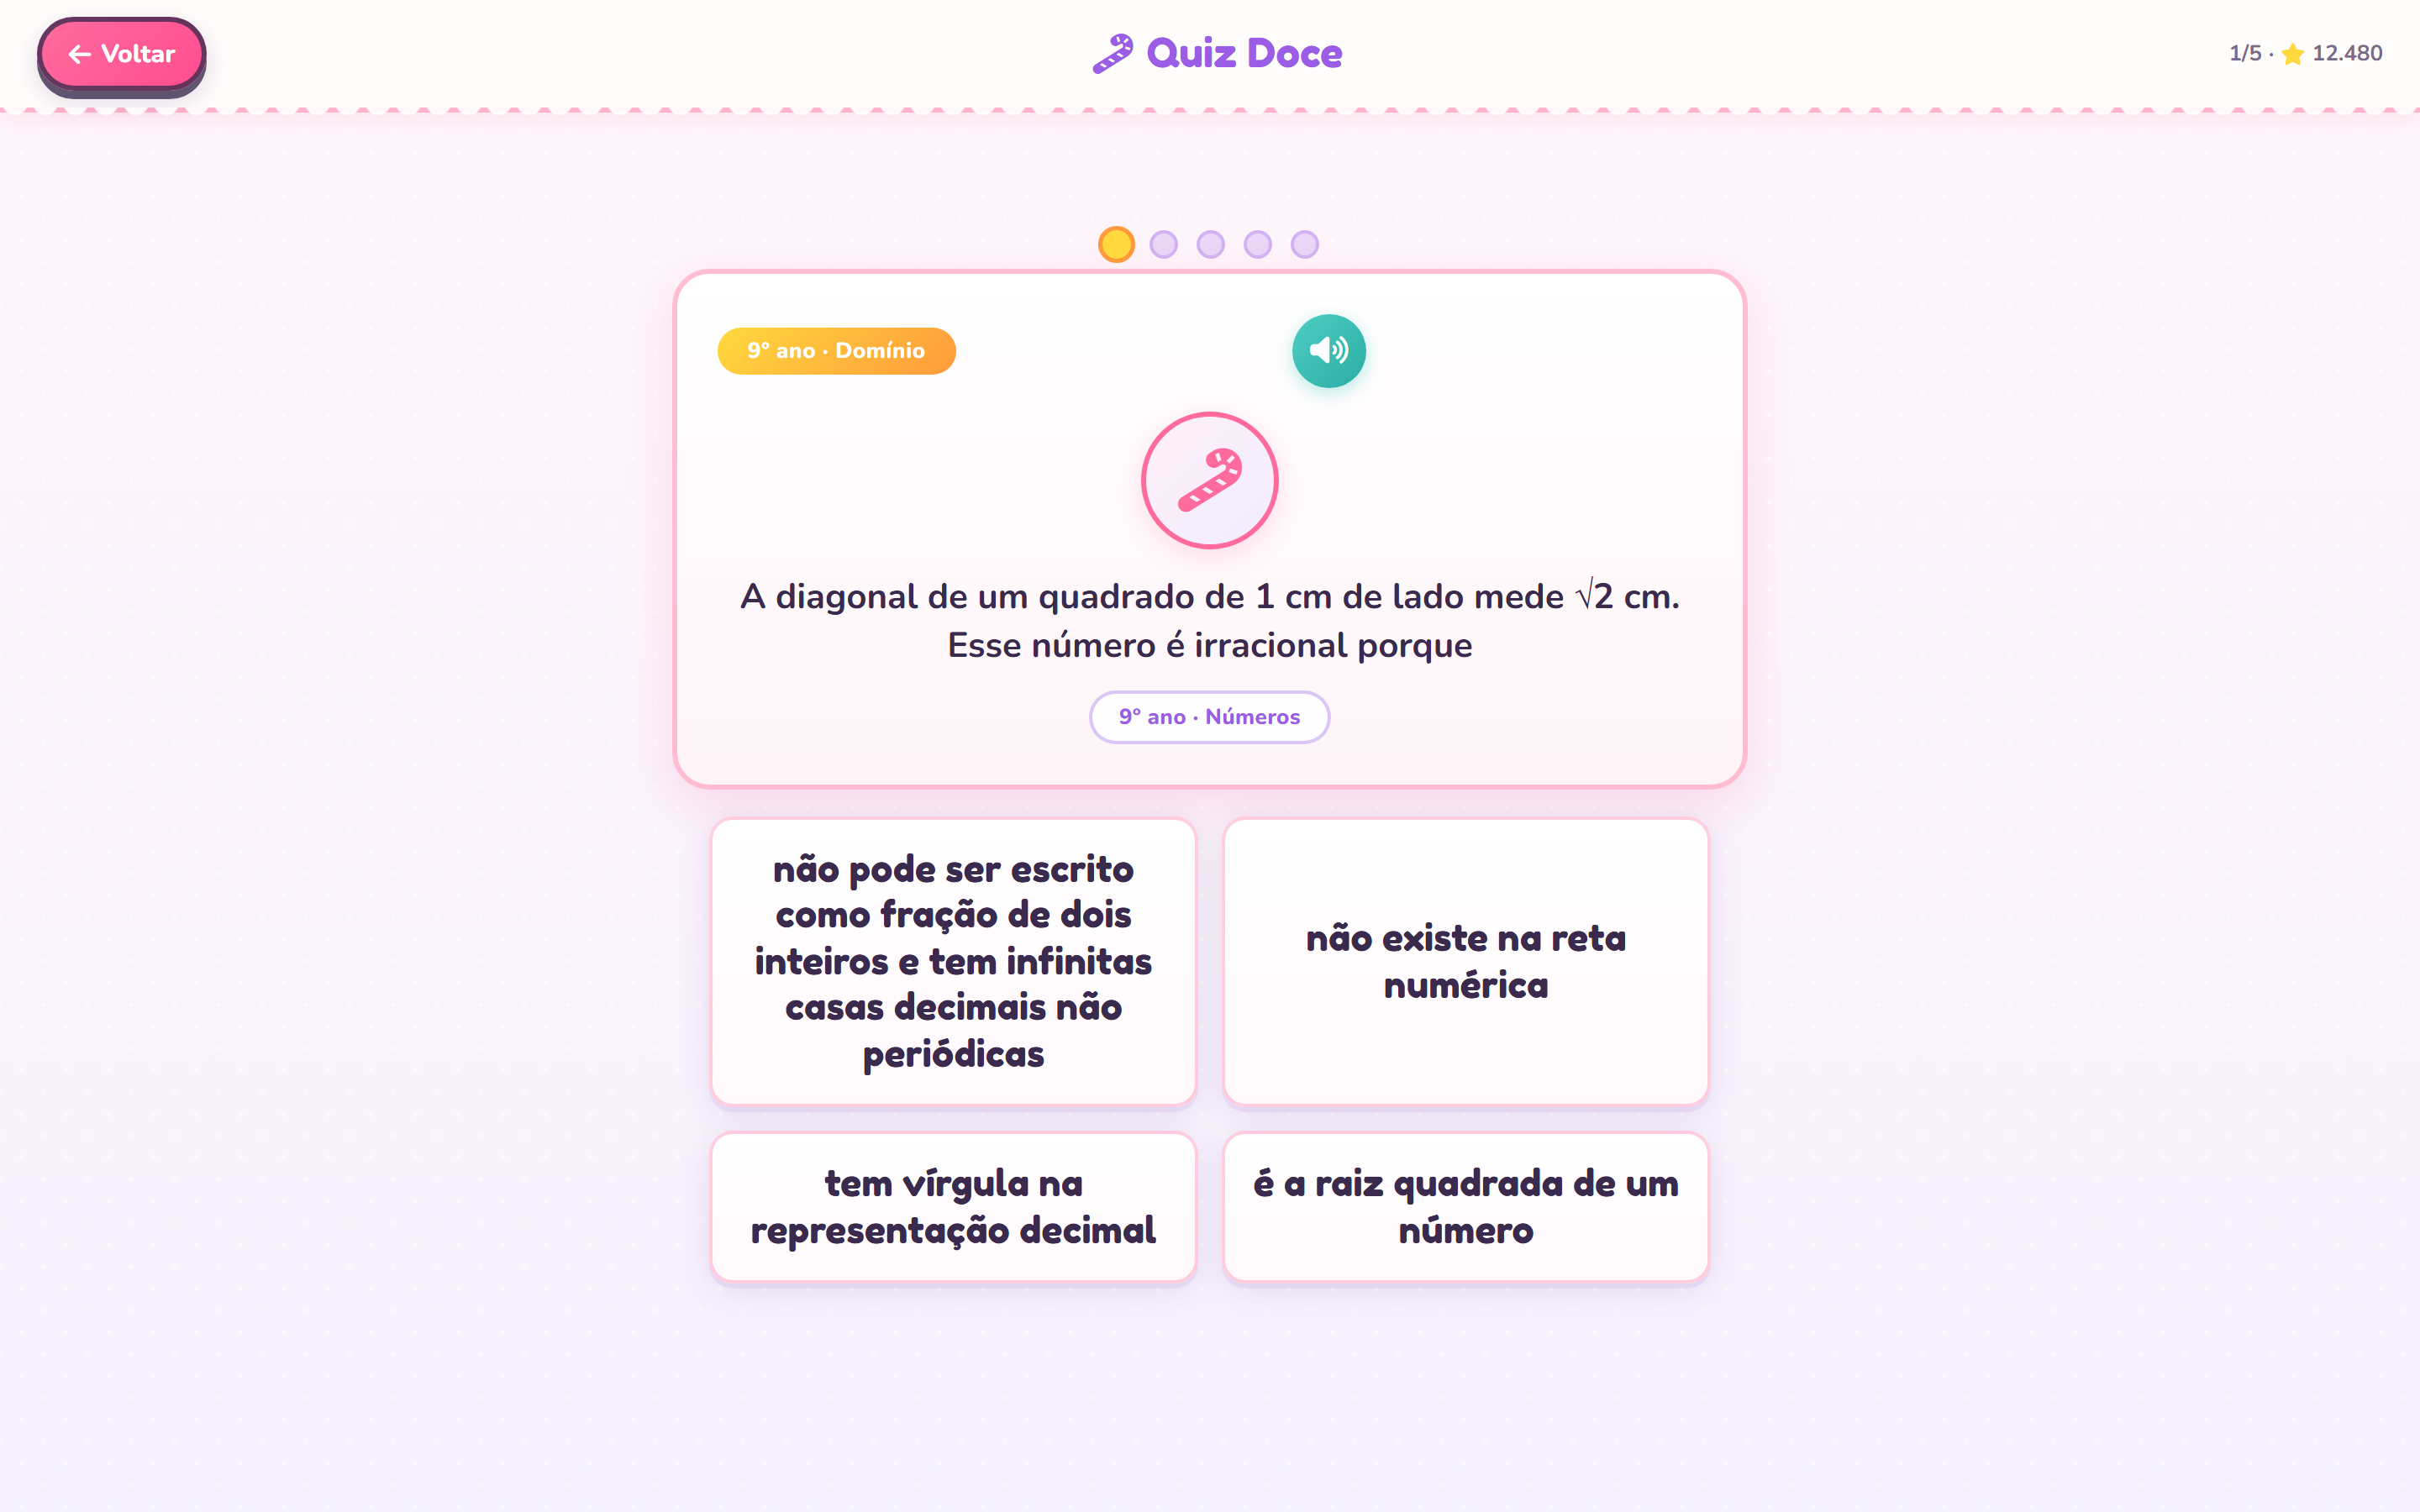 Voltar
Quiz Doce
1/5 · ⭐ 12.480
9º ano · Domínio
A diagonal de um quadrado de 1 cm de lado mede √2 cm.
Esse número é irracional porque
9º ano · Números
não pode ser escrito
como fração de dois
inteiros e tem infinitas
casas decimais não
periódicas
não existe na reta
numérica
tem vírgula na
representação decimal
é a raiz quadrada de um
número